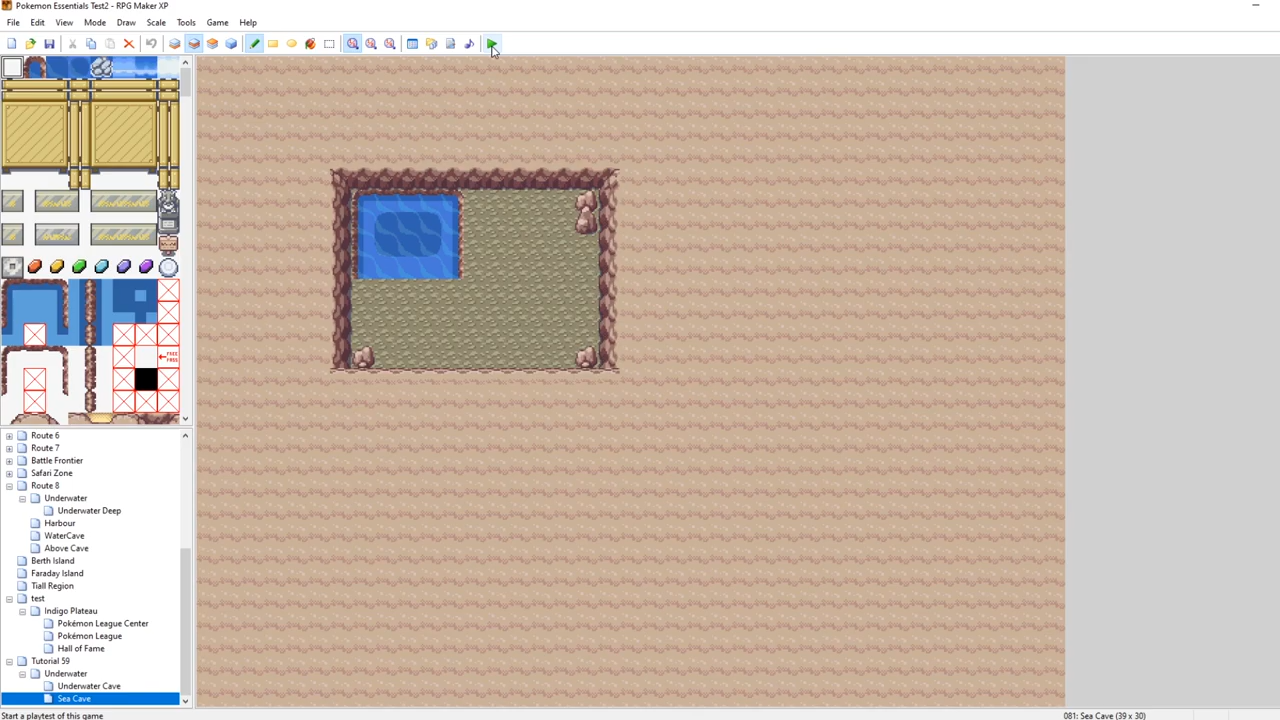 Pokemon Essentials Test2 - RPG Maker XP
File Edit View Mode Draw Scale Tools Game Help
FREE
PASS
Route 6
Route 7
Battle Frontier
Safari Zone
Route 8
Underwater
Underwater Deep
Harbour
WaterCave
Above Cave
Berth Island
Faraday Island
Tiall Region
test
Indigo Plateau
Pokémon League Center
Pokémon League
Hall of Fame
Tutorial 59
Underwater
Underwater Cave
Sea Cave
Start a playtest of this game
081: Sea Cave (39 x 30)